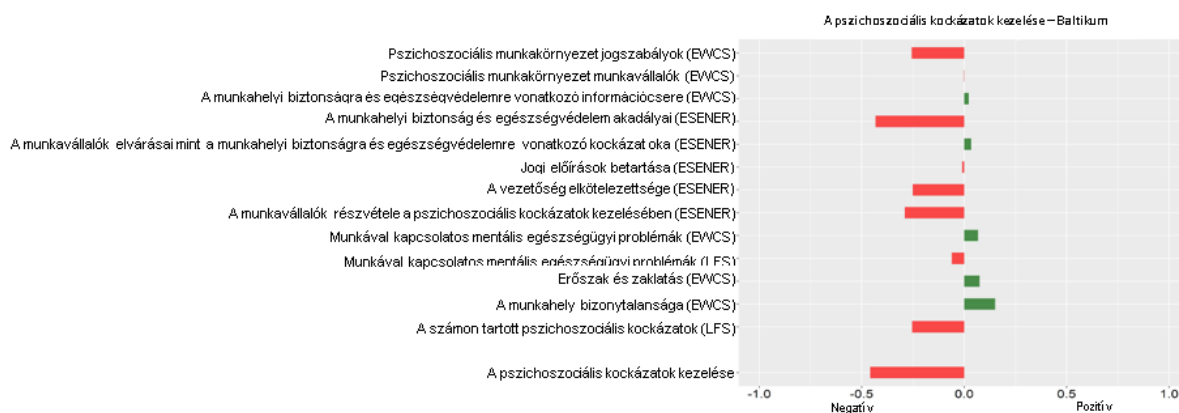 A pszichoszociális kockázatok kezelése – Baltikum
Pszichoszociális munkakörnyezet jogszabályok (EWCS)
Pszichoszociális munkakörnyezet munkavállalók (EWCS)
A munkahelyi biztonságra és egészségvédelemre vonatkozó információcsere (EWCS)
A munkahelyi biztonság és egészségvédelem akadályai (ESENER)
A munkavállalók elvárásai mint a munkahelyi biztonságra és egészségvédelemre vonatkozó kockázat oka (ESENER)
Jogi előírások betartása (ESENER)
A vezetőség elkötelezettsége (ESENER)
A munkavállalók részvétele a pszichoszociális kockázatok kezelésében (ESENER)
Munkával kapcsolatos mentális egészségügyi problémák (EWCS)
Munkával kapcsolatos mentális egészségügyi problémák (LFS)
Erőszak és zaklatás (EWCS)
A munkahely bizonytalansága (EWCS)
A számon tartott pszichoszociális kockázatok (LFS)
A pszichoszociális kockázatok kezelése
-1.0 -0.5 0.0 0.5 1.0
Negatív Pozitív